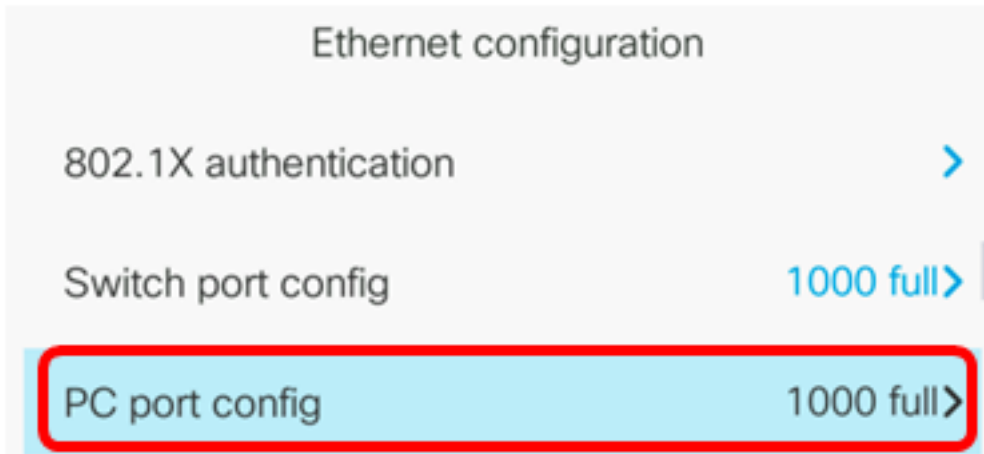 Ethernet configuration
802.1X authentication
Switch port config 1000 full
PC port config 1000 full